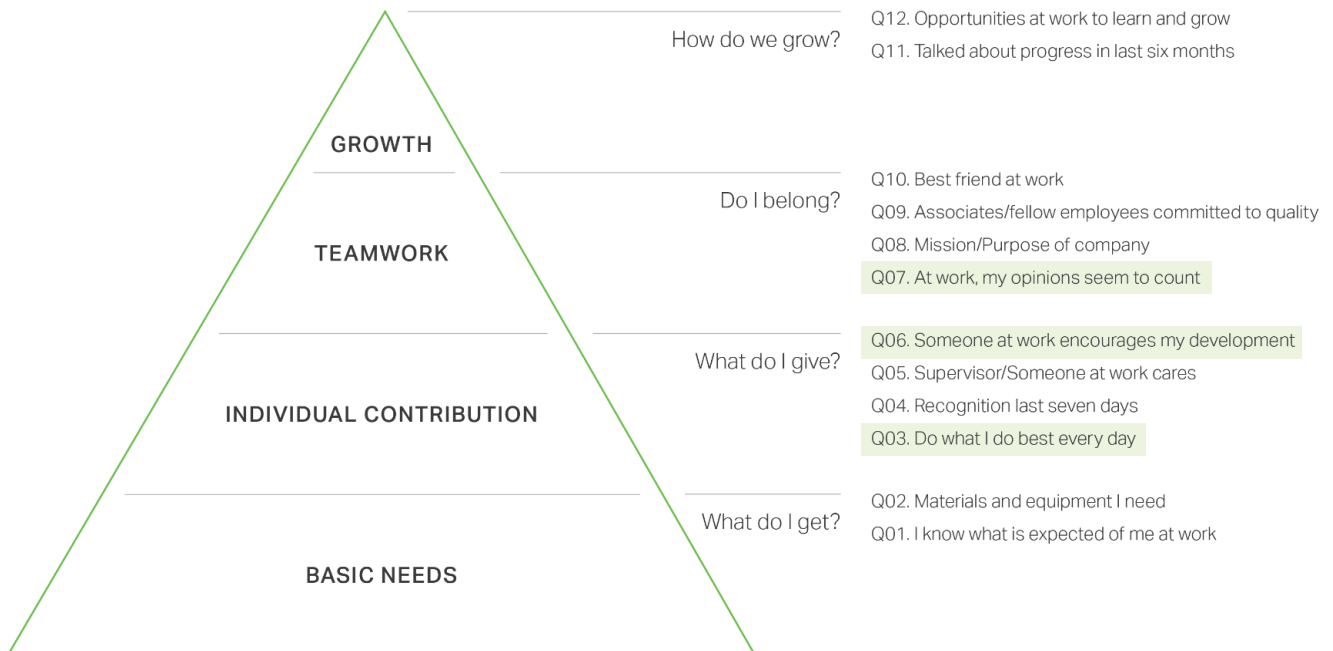 How do we grow?
Q12. Opportunities at work to learn and grow
Q11. Talked about progress in last six months
GROWTH
Do I belong?
Q10. Best friend at work
Q09. Associates/fellow employees committed to quality
Q08. Mission/Purpose of company
Q07. At work, my opinions seem to count
TEAMWORK
What do I give?
Q06. Someone at work encourages my development
Q05. Supervisor/Someone at work cares
Q04. Recognition last seven days
Q03. Do what I do best every day
INDIVIDUAL CONTRIBUTION
What do I get?
Q02. Materials and equipment I need
Q01. I know what is expected of me at work
BASIC NEEDS